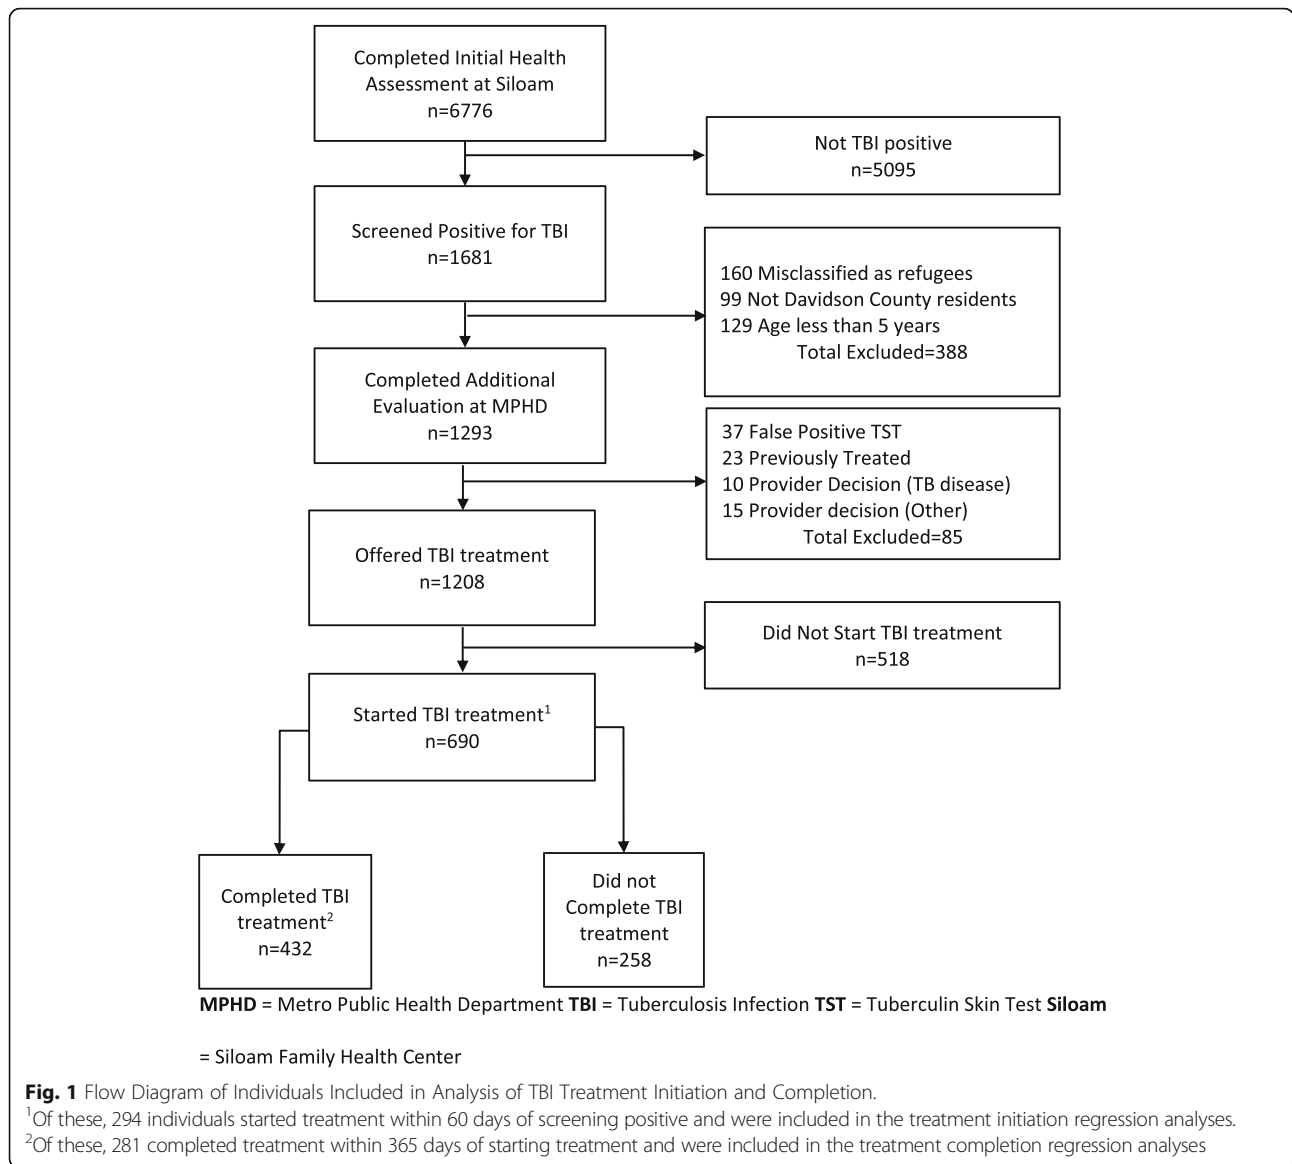 Completed Initial Health
Assessment at Siloam
n=6776
Not TBI positive
n=5095
Screened Positive for TBI
n=1681
160 Misclassified as refugees
99 Not Davidson County residents
129 Age less than 5 years
Total Excluded=388
Completed Additional
Evaluation at MPHD
n=1293
37 False Positive TST
23 Previously Treated
10 Provider Decision (TB disease)
15 Provider decision (Other)
Total Excluded=85
Offered TBI treatment
n=1208
Did Not Start TBI treatment
n=518
Started TBI treatment¹
n=690
Completed TBI
treatment²
n=432
Did not
Complete TBI
treatment
n=258
MPHD = Metro Public Health Department TBI = Tuberculosis Infection TST = Tuberculin Skin Test Siloam
= Siloam Family Health Center
Fig. 1 Flow Diagram of Individuals Included in Analysis of TBI Treatment Initiation and Completion.
¹Of these, 294 individuals started treatment within 60 days of screening positive and were included in the treatment initiation regression analyses.
²Of these, 281 completed treatment within 365 days of starting treatment and were included in the treatment completion regression analyses